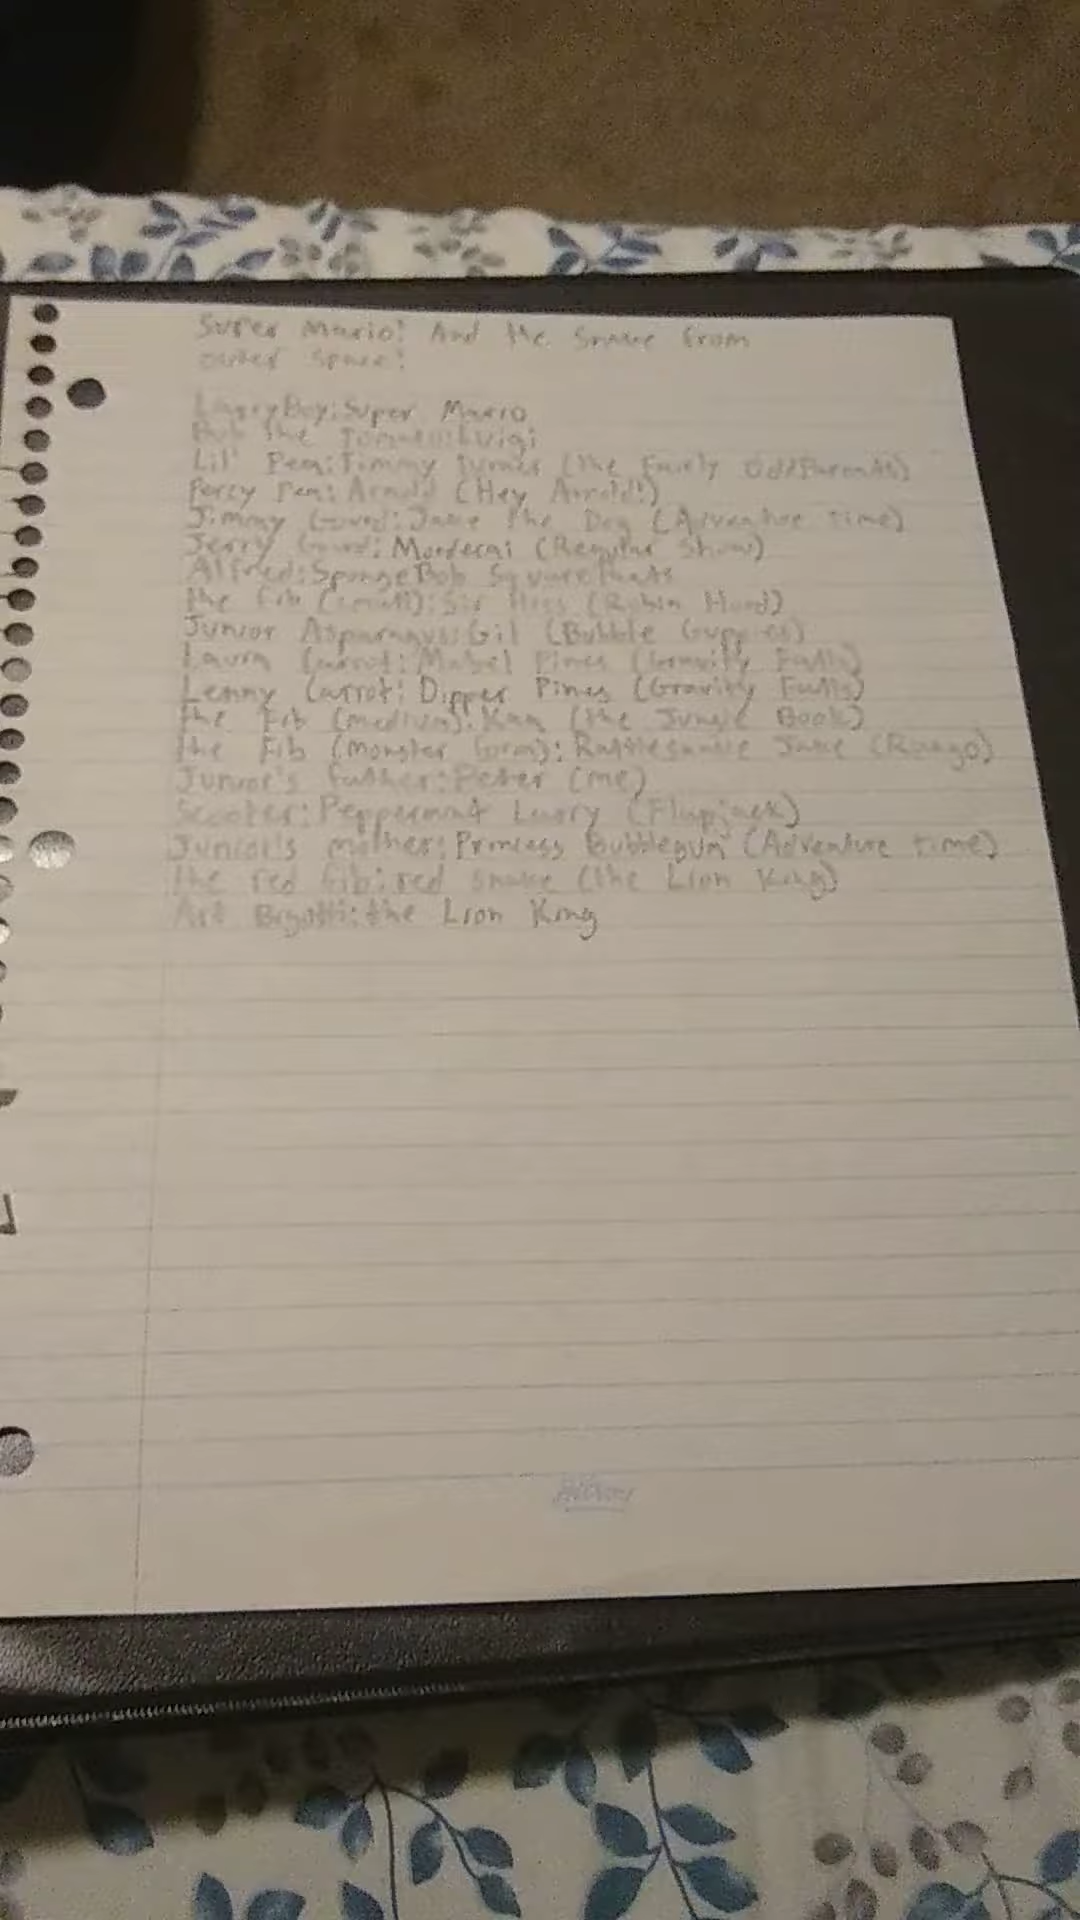 Super Mario! And the Snake from
outer space!
LarryBoy: Super Mario
Bob the Tomato: Luigi
Lil' Pea: Timmy turner (the Fairly OddParents)
Percy Pea: Arnold (Hey Arnold!)
Jimmy Gourd: Jake the Dog (Adventure time)
Jerry Gourd: Mordecai (Regular Show)
Alfred: SpongeBob SquarePants
the Fib (small): Sir Hiss (Robin Hood)
Junior Asparagus: Gil (Bubble Guppies)
Laura Carrot: Mabel Pines (Gravity Falls)
Lenny Carrot: Dipper Pines (Gravity Falls)
the Fib (medium): Kaa (the Jungle Book)
the Fib (monster form): Rattlesnake Jake (Rango)
Junior's father: Peter (me)
Scooter: Peppermint Larry (Flapjack)
Junior's mother: Princess Bubblegum (Adventure time)
the red fib: red snake (the Lion King)
Art Bigotti: the Lion King
Hilroy